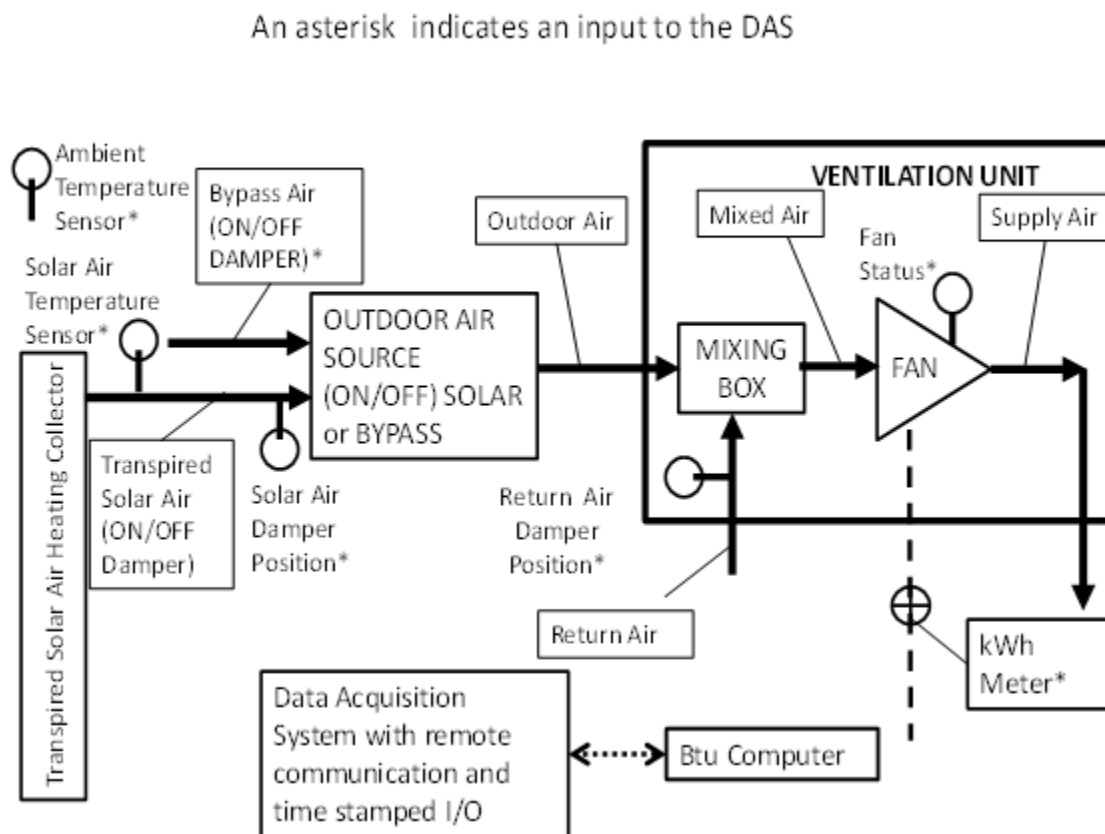 An asterisk indicates an input to the DAS
Ambient
Temperature
Sensor*
Bypass Air
(ON/OFF
DAMPER)*
Solar Air
Temperature
Sensor*
Outdoor Air
VENTILATION UNIT
Mixed Air
Fan
Status*
Supply Air
OUTDOOR AIR
SOURCE
(ON/OFF) SOLAR
or BYPASS
MIXING
BOX
FAN
Transpired Solar Air Heating Collector
Transpired
Solar Air
(ON/OFF
Damper)
Solar Air
Damper
Position*
Return Air
Damper
Position*
Return Air
kWh
Meter*
Data Acquisition
System with remote
communication and
time stamped I/O
Btu Computer